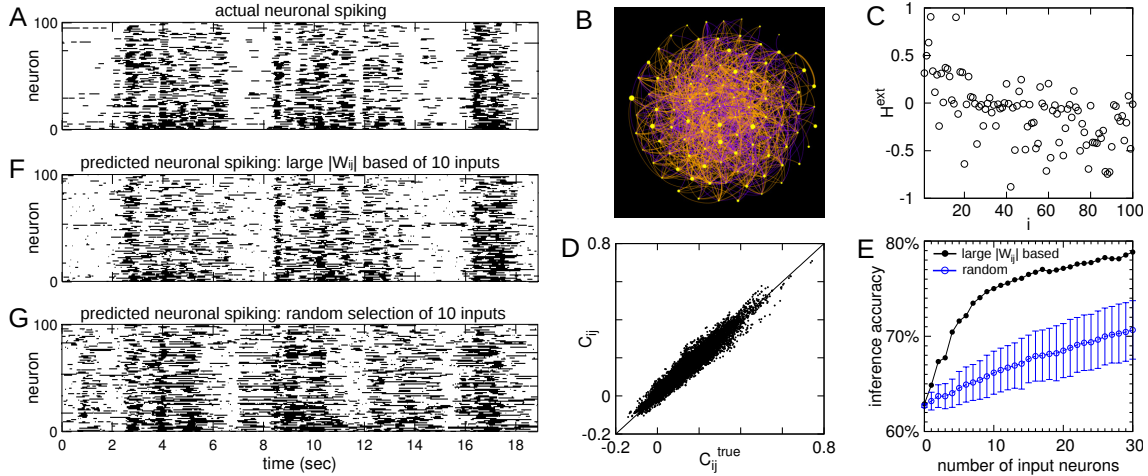 A
actual neuronal spiking
100
neuron
0
F
predicted neuronal spiking: large |Wij| based of 10 inputs
100
neuron
0
G
predicted neuronal spiking: random selection of 10 inputs
100
neuron
0
0 2 4 6 8 10 12 14 16 18
time (sec)
B
C
1
0.5
0
-0.5
-1
H^ext
20 40 60 80 100
i
D
0.8
C_ij
0
-0.2
-0.2 0 0.8
C_ij^true
E
80%
70%
60%
inference accuracy
large |Wij| based
random
0 10 20 30
number of input neurons